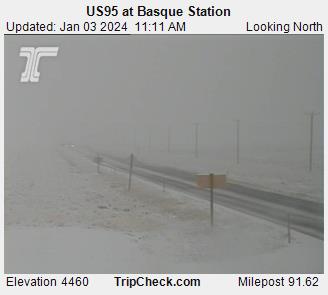 US95 at Basque Station
Updated: Jan 03 2024 11:11 AM Looking North
Elevation 4460 TripCheck.com Milepost 91.62